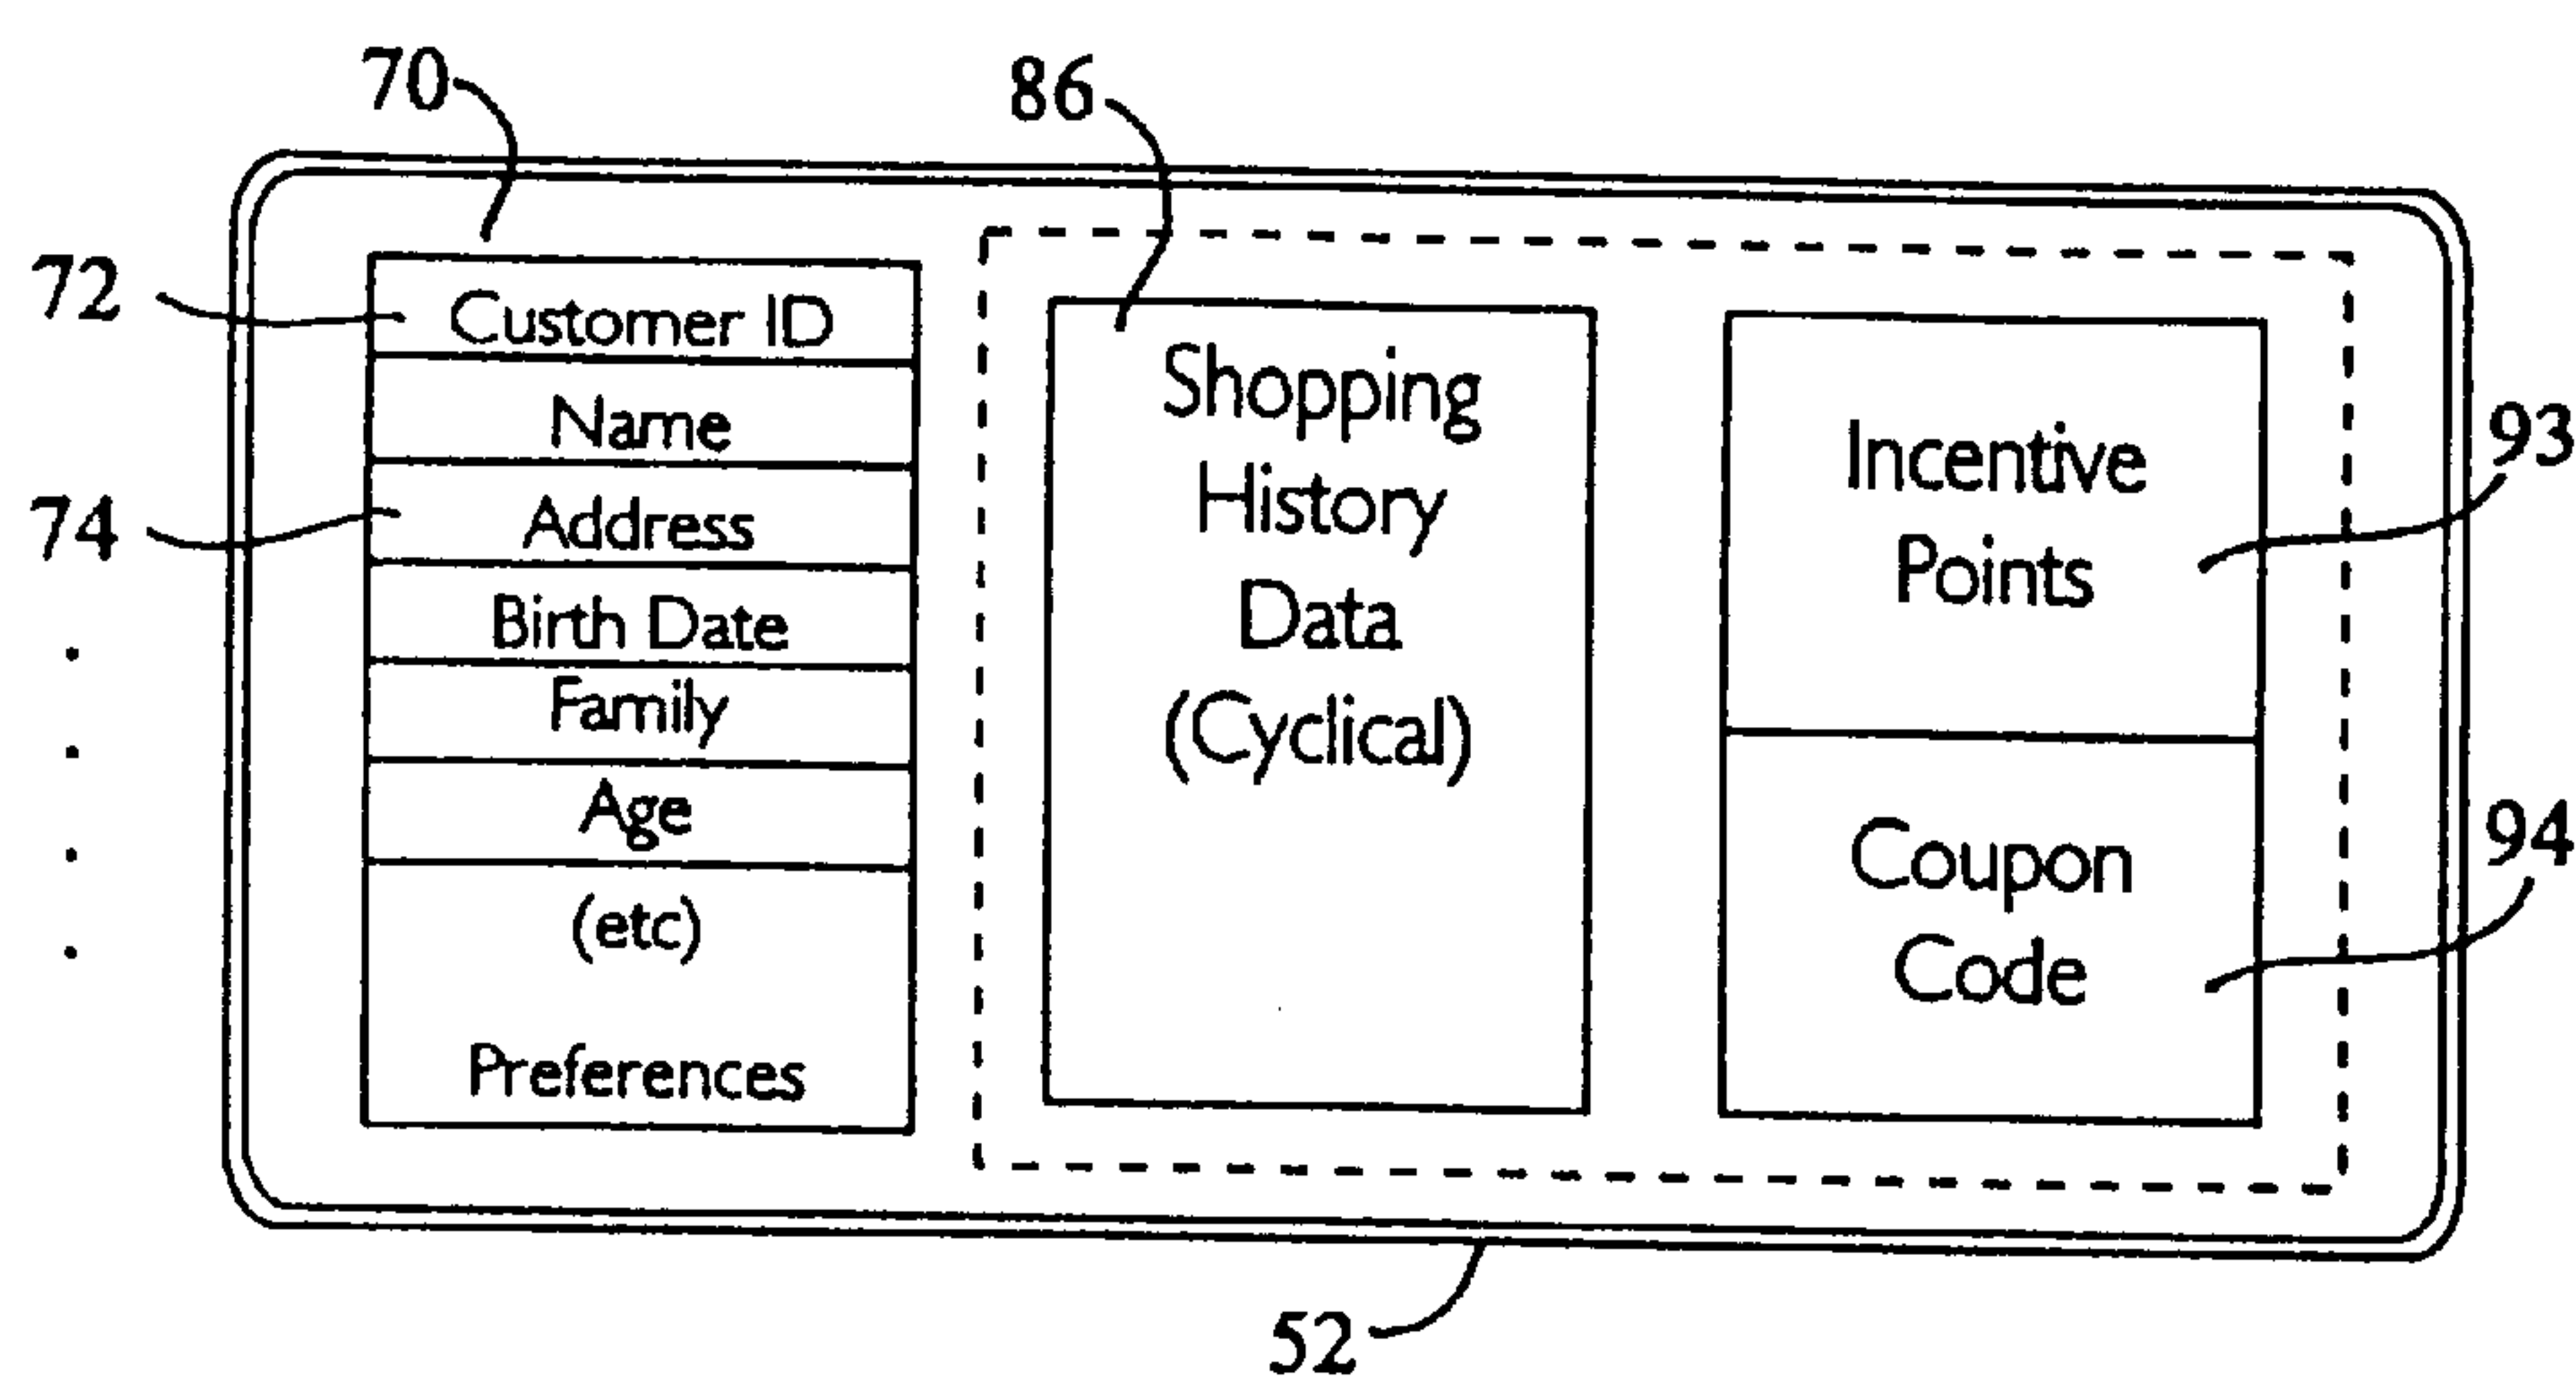 70
86
72
Customer ID
Name
74
Address
Birth Date
Family
Age
(etc)
Preferences
Shopping
History
Data
(Cyclical)
Incentive
Points
93
Coupon
Code
94
52